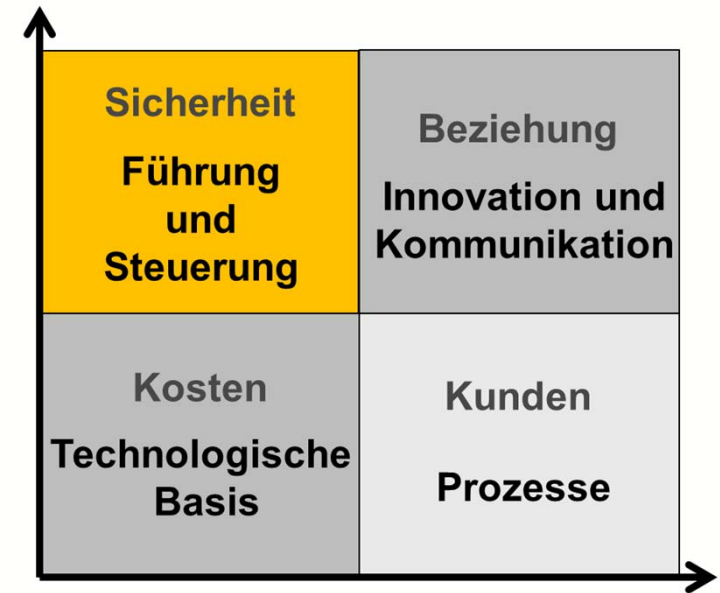 Sicherheit
Führung
und
Steuerung
Beziehung
Innovation und
Kommunikation
Kosten
Technologische
Basis
Kunden
Prozesse